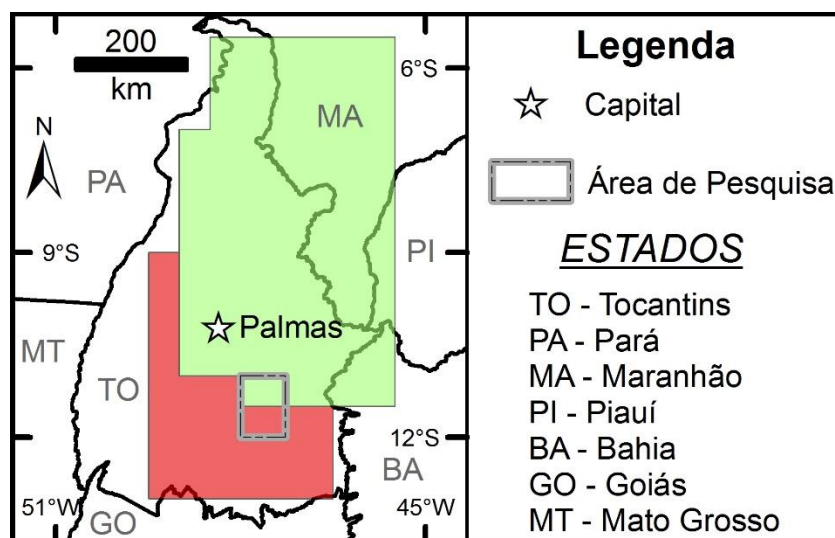 200
km
N
6°S
MA
PA
PI
9°S
Palmas
MT
TO
12°S
BA
51°W
GO
45°W
Legenda
Capital
Área de Pesquisa
ESTADOS
TO - Tocantins
PA - Pará
MA - Maranhão
PI - Piauí
BA - Bahia
GO - Goiás
MT - Mato Grosso